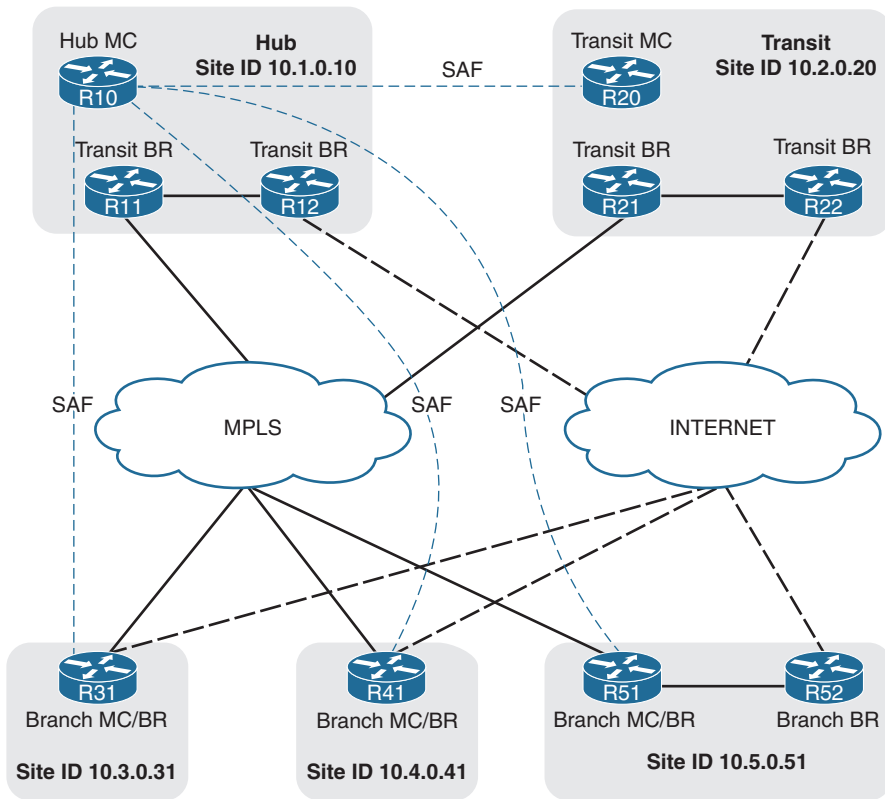 Hub MC
Hub
Site ID 10.1.0.10
R10
SAF
Transit MC
Transit
Site ID 10.2.0.20
R20
Transit BR
Transit BR
R11
R12
Transit BR
Transit BR
R21
R22
SAF
SAF
SAF
MPLS
INTERNET
R31
Branch MC/BR
Site ID 10.3.0.31
R41
Branch MC/BR
Site ID 10.4.0.41
R51
R52
Branch MC/BR
Branch BR
Site ID 10.5.0.51